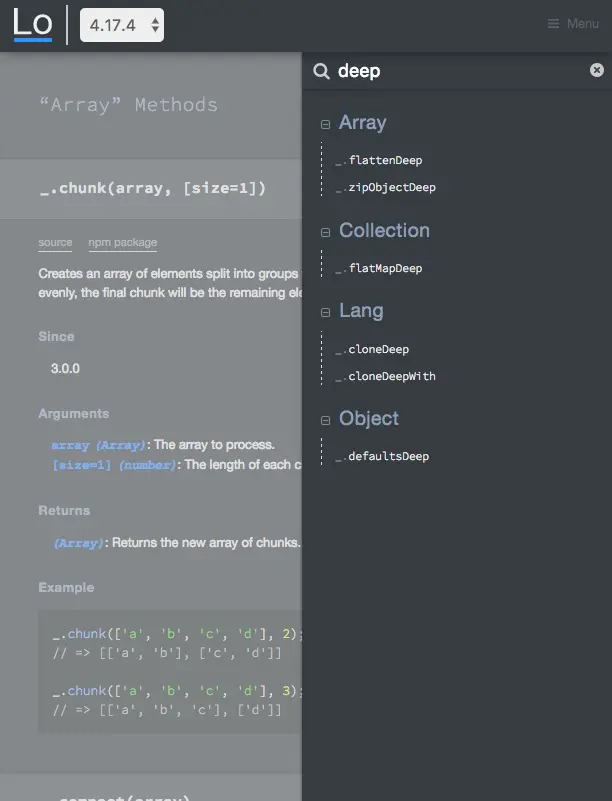 Lo
4.17.4
Menu
deep
“Array” Methods
_.chunk(array, [size=1])
source npm package
Creates an array of elements split into groups
evenly, the final chunk will be the remaining
Since
3.0.0
Arguments
array (Array): The array to process.
[size=1] (number): The length of each
Returns
(Array): Returns the new array of chunks.
Example
_.chunk(['a', 'b', 'c', 'd'], 2);
// => [['a', 'b'], ['c', 'd']]
_.chunk(['a', 'b', 'c', 'd'], 3);
// => [['a', 'b', 'c'], ['d']]
_.compact(array)
Array
_.flattenDeep
_.zipObjectDeep
Collection
_.flatMapDeep
Lang
_.cloneDeep
_.cloneDeepWith
Object
_.defaultsDeep